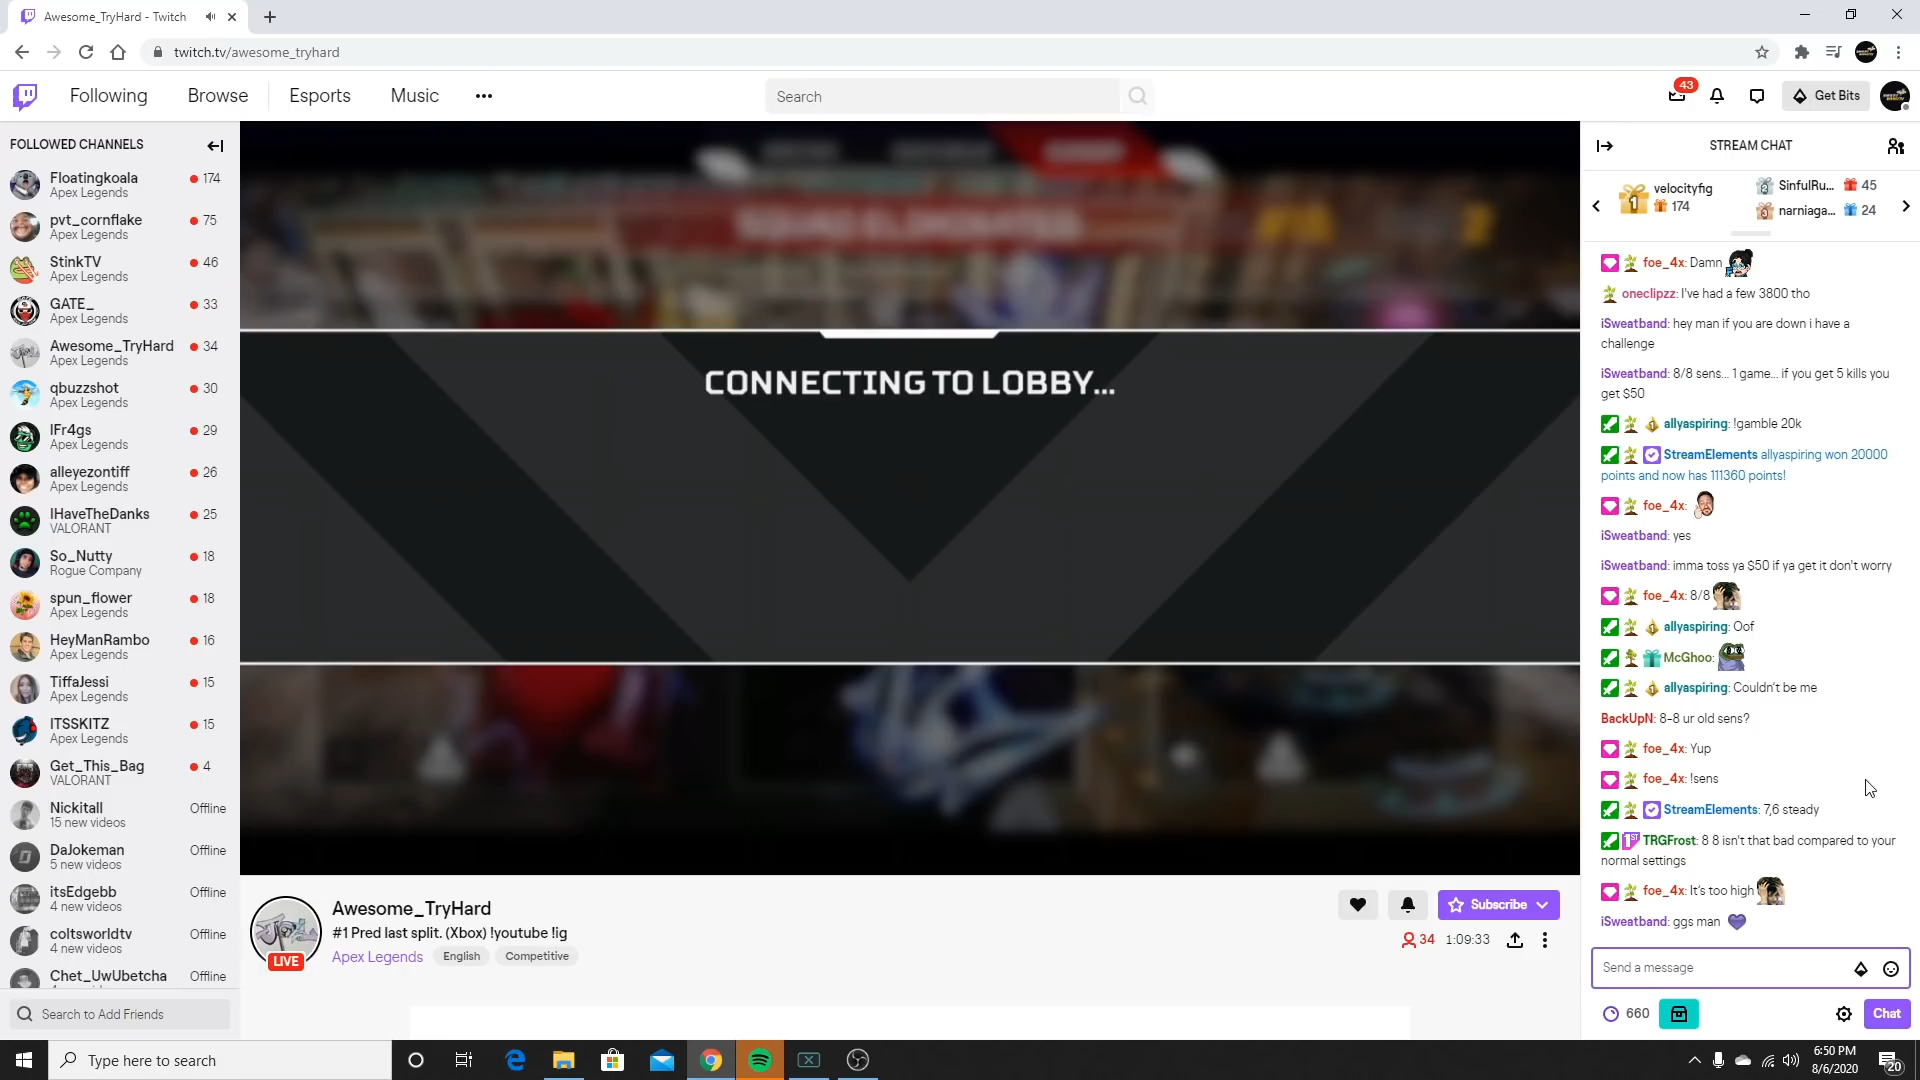 Awesome_TryHard - Twitch
twitch.tv/awesome_tryhard
Following
Browse
Esports
Music
Search
43
Get Bits
FOLLOWED CHANNELS
Floatingkoala
174
Apex Legends
pvt_cornflake
75
Apex Legends
StinkTV
46
Apex Legends
GATE_
33
Apex Legends
Awesome_TryHard
34
Apex Legends
qbuzzshot
30
Apex Legends
lFr4gs
29
Apex Legends
alleyezontiff
26
Apex Legends
IHaveTheDanks
25
VALORANT
So_Nutty
18
Rogue Company
spun_flower
18
Apex Legends
HeyManRambo
16
Apex Legends
TiffaJessi
15
Apex Legends
ITSSKITZ
15
Apex Legends
Get_This_Bag
4
VALORANT
Nickitall
Offline
15 new videos
DaJokeman
Offline
5 new videos
itsEdgebb
Offline
4 new videos
coltsworldtv
Offline
4 new videos
Chet_UwUbetcha
Offline
Search to Add Friends
SQUAD ELIMINATED
CONNECTING TO LOBBY...
LIVE
Awesome_TryHard
#1 Pred last split. (Xbox) !youtube !ig
Apex Legends
English
Competitive
Subscribe
34
1:09:33
STREAM CHAT
1
velocityfig
174
2
SinfulRu...
45
3
narniaga...
24
foe_4x: Damn
oneclipzz: I've had a few 3800 tho
iSweatband: hey man if you are down i have a
challenge
iSweatband: 8/8 sens... 1 game... if you get 5 kills you
get $50
allyaspiring: !gamble 20k
StreamElements allyaspiring won 20000
points and now has 111360 points!
foe_4x:
iSweatband: yes
iSweatband: imma toss ya $50 if ya get it don't worry
foe_4x: 8/8
allyaspiring: Oof
McGhoo:
allyaspiring: Couldn't be me
BackUpN: 8-8 ur old sens?
foe_4x: Yup
foe_4x: !sens
StreamElements: 7,6 steady
1ST TRGFrost: 8 8 isn't that bad compared to your
normal settings
foe_4x: It's too high
iSweatband: ggs man
Send a message
660
Chat
Type here to search
6:50 PM
8/6/2020
20